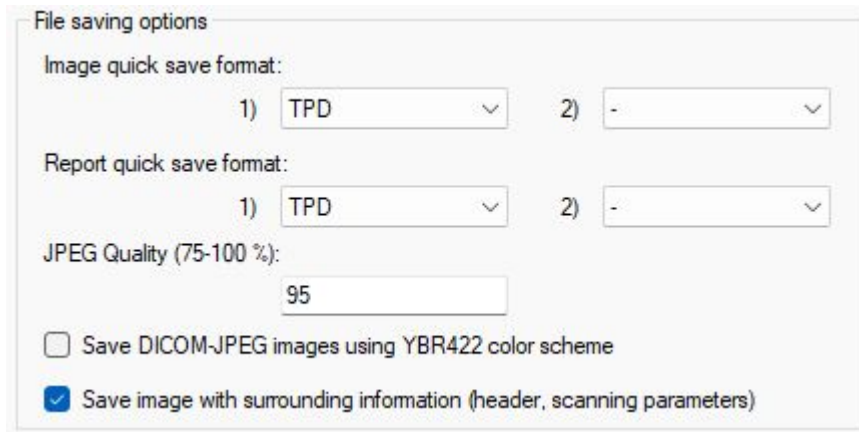 File saving options
Image quick save format:
1) TPD 2) -
Report quick save format:
1) TPD 2) -
JPEG Quality (75-100 %):
95
Save DICOM-JPEG images using YBR422 color scheme
Save image with surrounding information (header, scanning parameters)